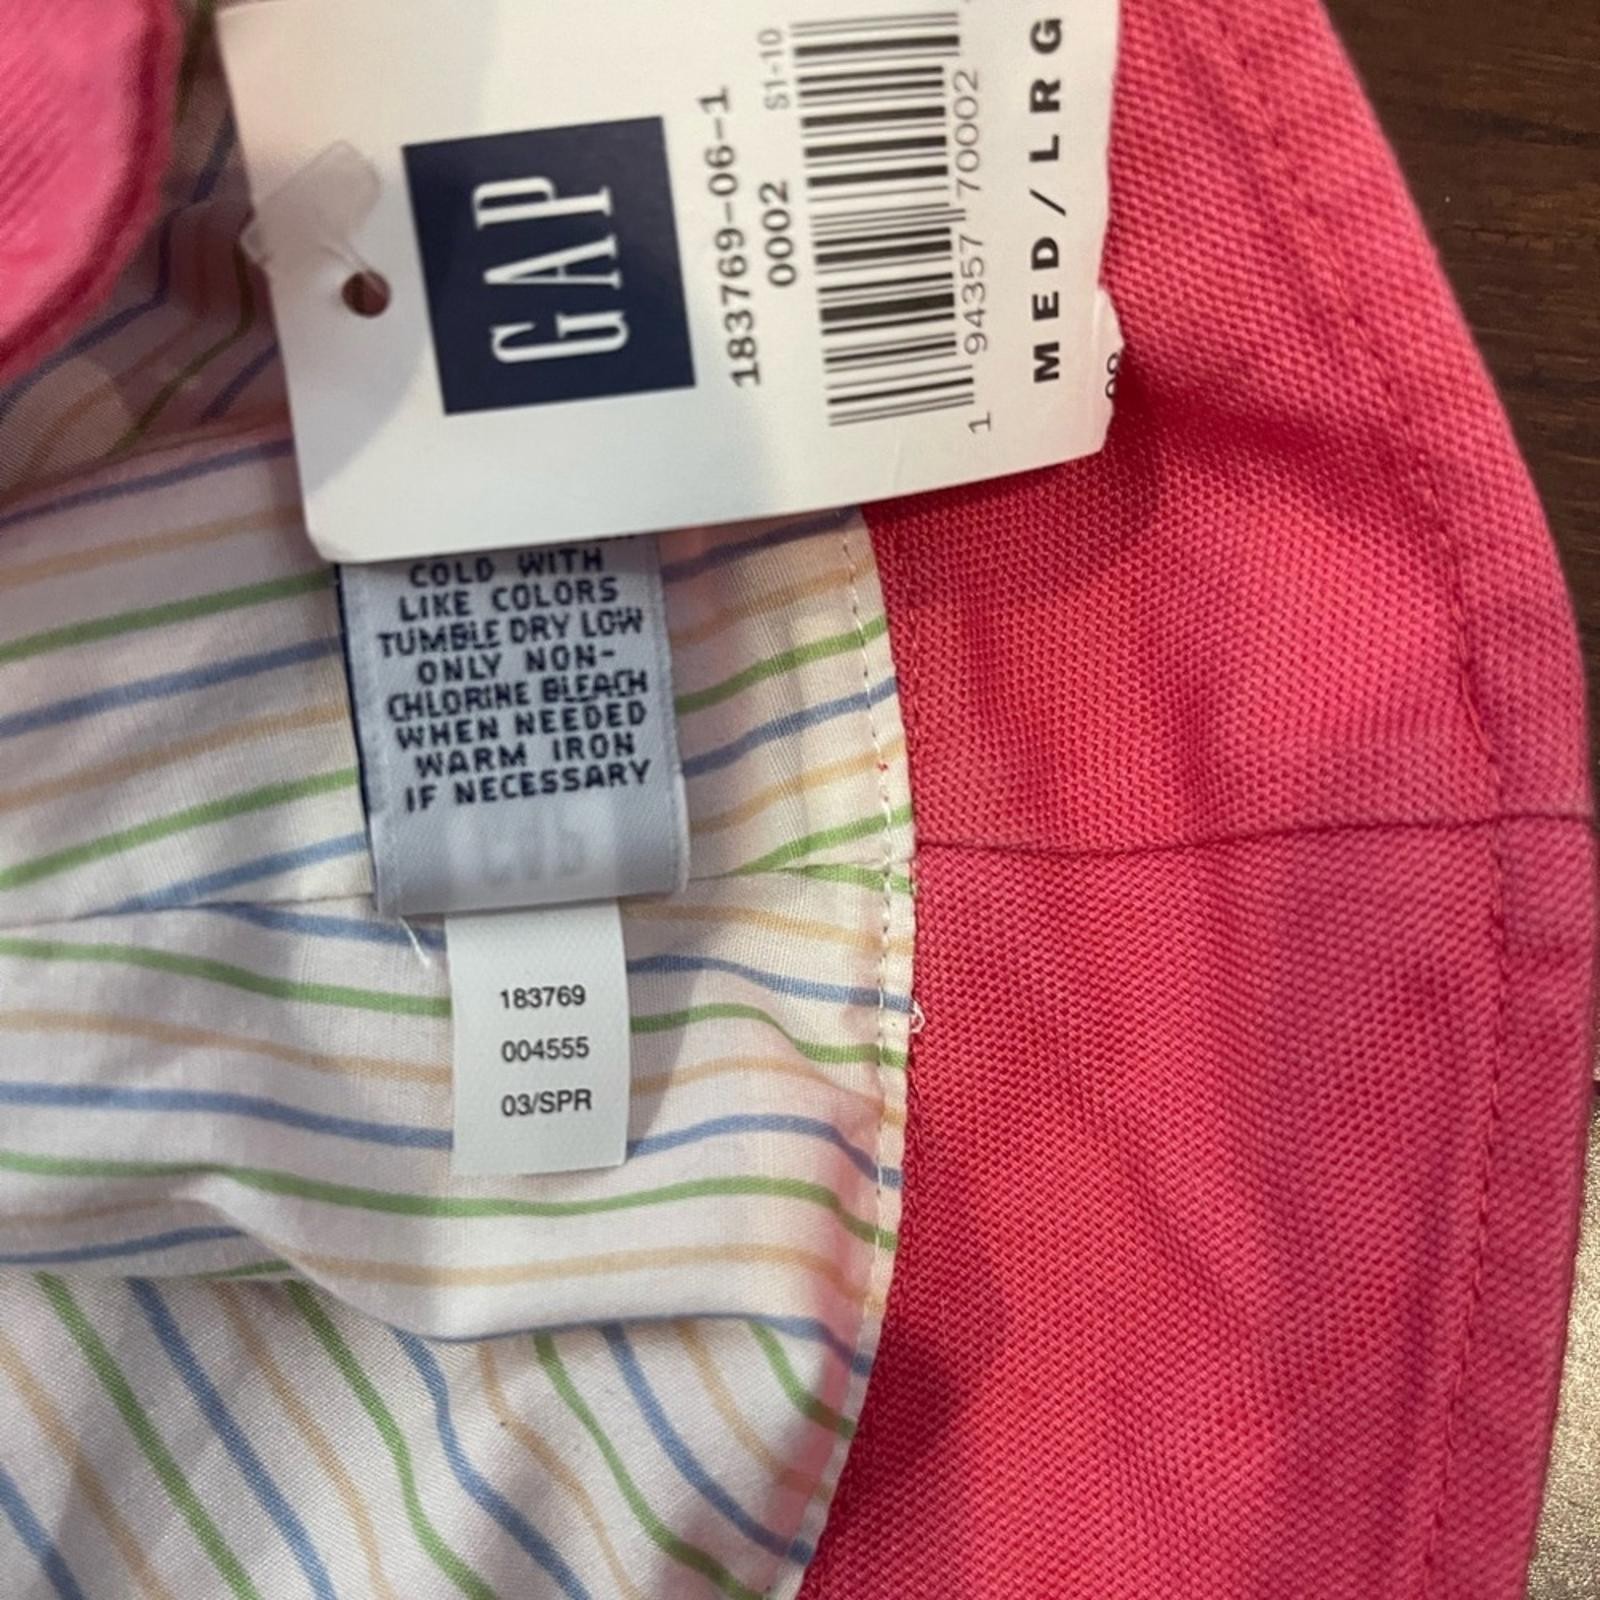 GAP
183769-06-1
0002
S1-10
1 94357 70002
MED/LRG
COLD WITH
LIKE COLORS
TUMBLE DRY LOW
ONLY NON-
CHLORINE BLEACH
WHEN NEEDED
WARM IRON
IF NECESSARY
183769
004555
03/SPR